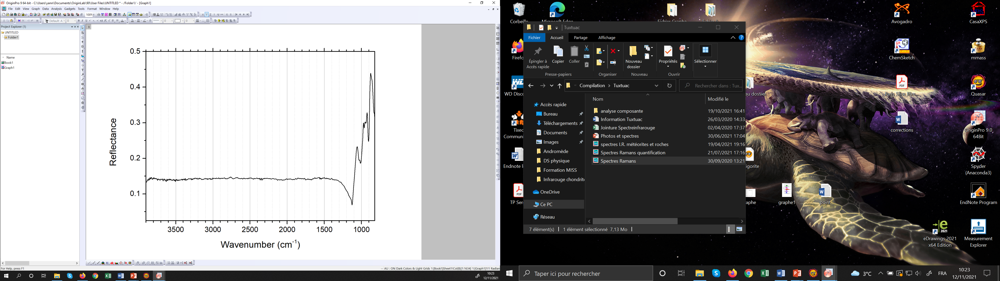 OriginPro 9 64-bit - C:\Users\yann\Documents\OriginLab\90\User Files\UNTITLED * - /Folder1/ - [Graph1]
File Edit View Graph Data Analysis Gadgets Tools Format Window Help
100%
Default: A 0 B I U 0 0
Project Explorer (1)
UNTITLED
Folder1
Name
Book1
Graph1
1
0.5
0.4
0.3
0.2
0.1
Reflectance
3500 3000 2500 2000 1500 1000
Wavenumber (cm-1)
For Help, press F1
-- AU : ON Dark Colors & Light Grids 1:[Book1]Sheet1!Col(B)[1:1634] 1:[Graph1]1!1 Radian
10:23
12/11/2021
Corbeille
Microsoft Edge
Fichier Graphe
Tuxtuac
Fichier Accueil Partage Affichage
Épingler à
Accès rapide
Copier
Coller
Nouveau
dossier
Propriétés
Sélectionner
Presse-papiers Organiser Nouveau Ouvrir
Compilation > Tuxtuac
Rechercher dans : Tux...
Nom Modifié le
Accès rapide
Bureau
Téléchargements
Documents
Images
Andromède
DS physique
Formation MISS
Infrarouge chondrit
OneDrive
Ce PC
Réseau
analyse composante 19/10/2021 16:41
Information Tuxtuac 26/03/2020 14:33
Jointure Spectreinfrarouge 02/04/2020 17:37
Photos et spectres 30/06/2021 17:04
spectres I.R. météorites et roches 19/04/2021 19:16
Spectres Ramans quantification 21/07/2021 17:16
Spectres Ramans 30/09/2020 13:21
7 élément(s) 1 élément sélectionné 7,13 Mo
Firefo
WD Disco
Tixeo
Commun
Endnote
TP Ser
au dossier
igorite
aphe
graphe1
point
Avogadro
CasaXPS
ChemSketch
mmass
PDF
Quasar
corrections
OriginPro 9.0
64Bit
Spyder
(Anaconda3)
EndNote Program
2021
eDrawings 2021
x64 Edition
Measurement
Explorer
Taper ici pour rechercher
3°C
FRA
10:23
12/11/2021